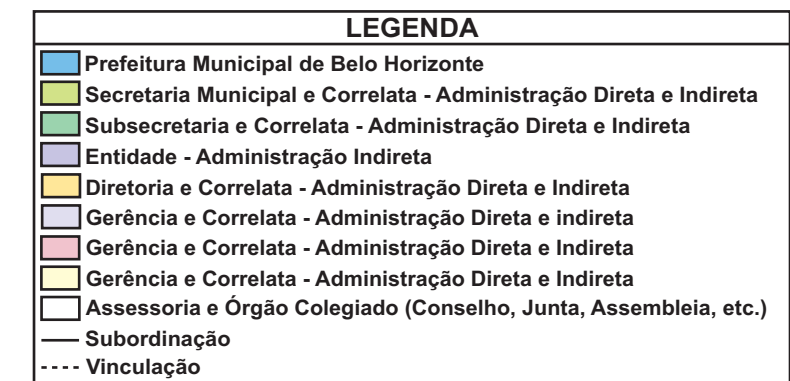 LEGENDA
Prefeitura Municipal de Belo Horizonte
Secretaria Municipal e Correlata - Administração Direta e Indireta
Subsecretaria e Correlata - Administração Direta e Indireta
Entidade - Administração Indireta
Diretoria e Correlata - Administração Direta e Indireta
Gerência e Correlata - Administração Direta e indireta
Gerência e Correlata - Administração Direta e Indireta
Gerência e Correlata - Administração Direta e Indireta
Assessoria e Órgão Colegiado (Conselho, Junta, Assembleia, etc.)
Subordinação
Vinculação